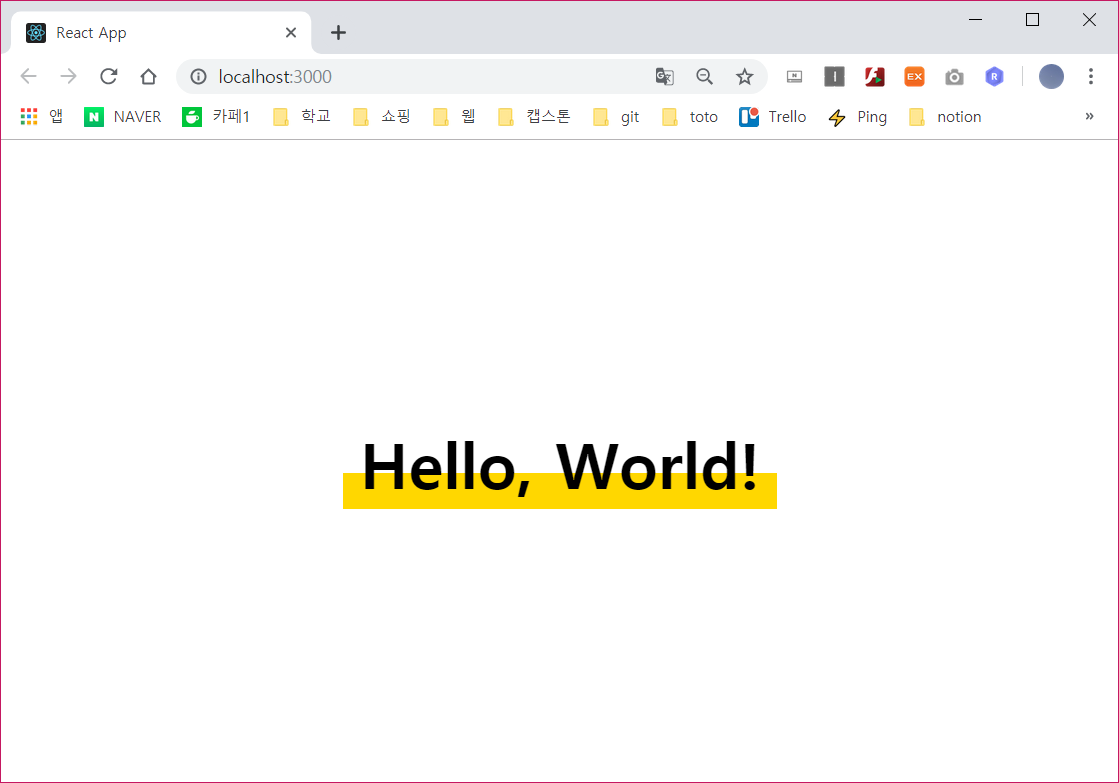 React App
localhost:3000
앱 NAVER 카페1 학교 쇼핑 웹 캡스톤 git toto Trello Ping notion »
Hello, World!